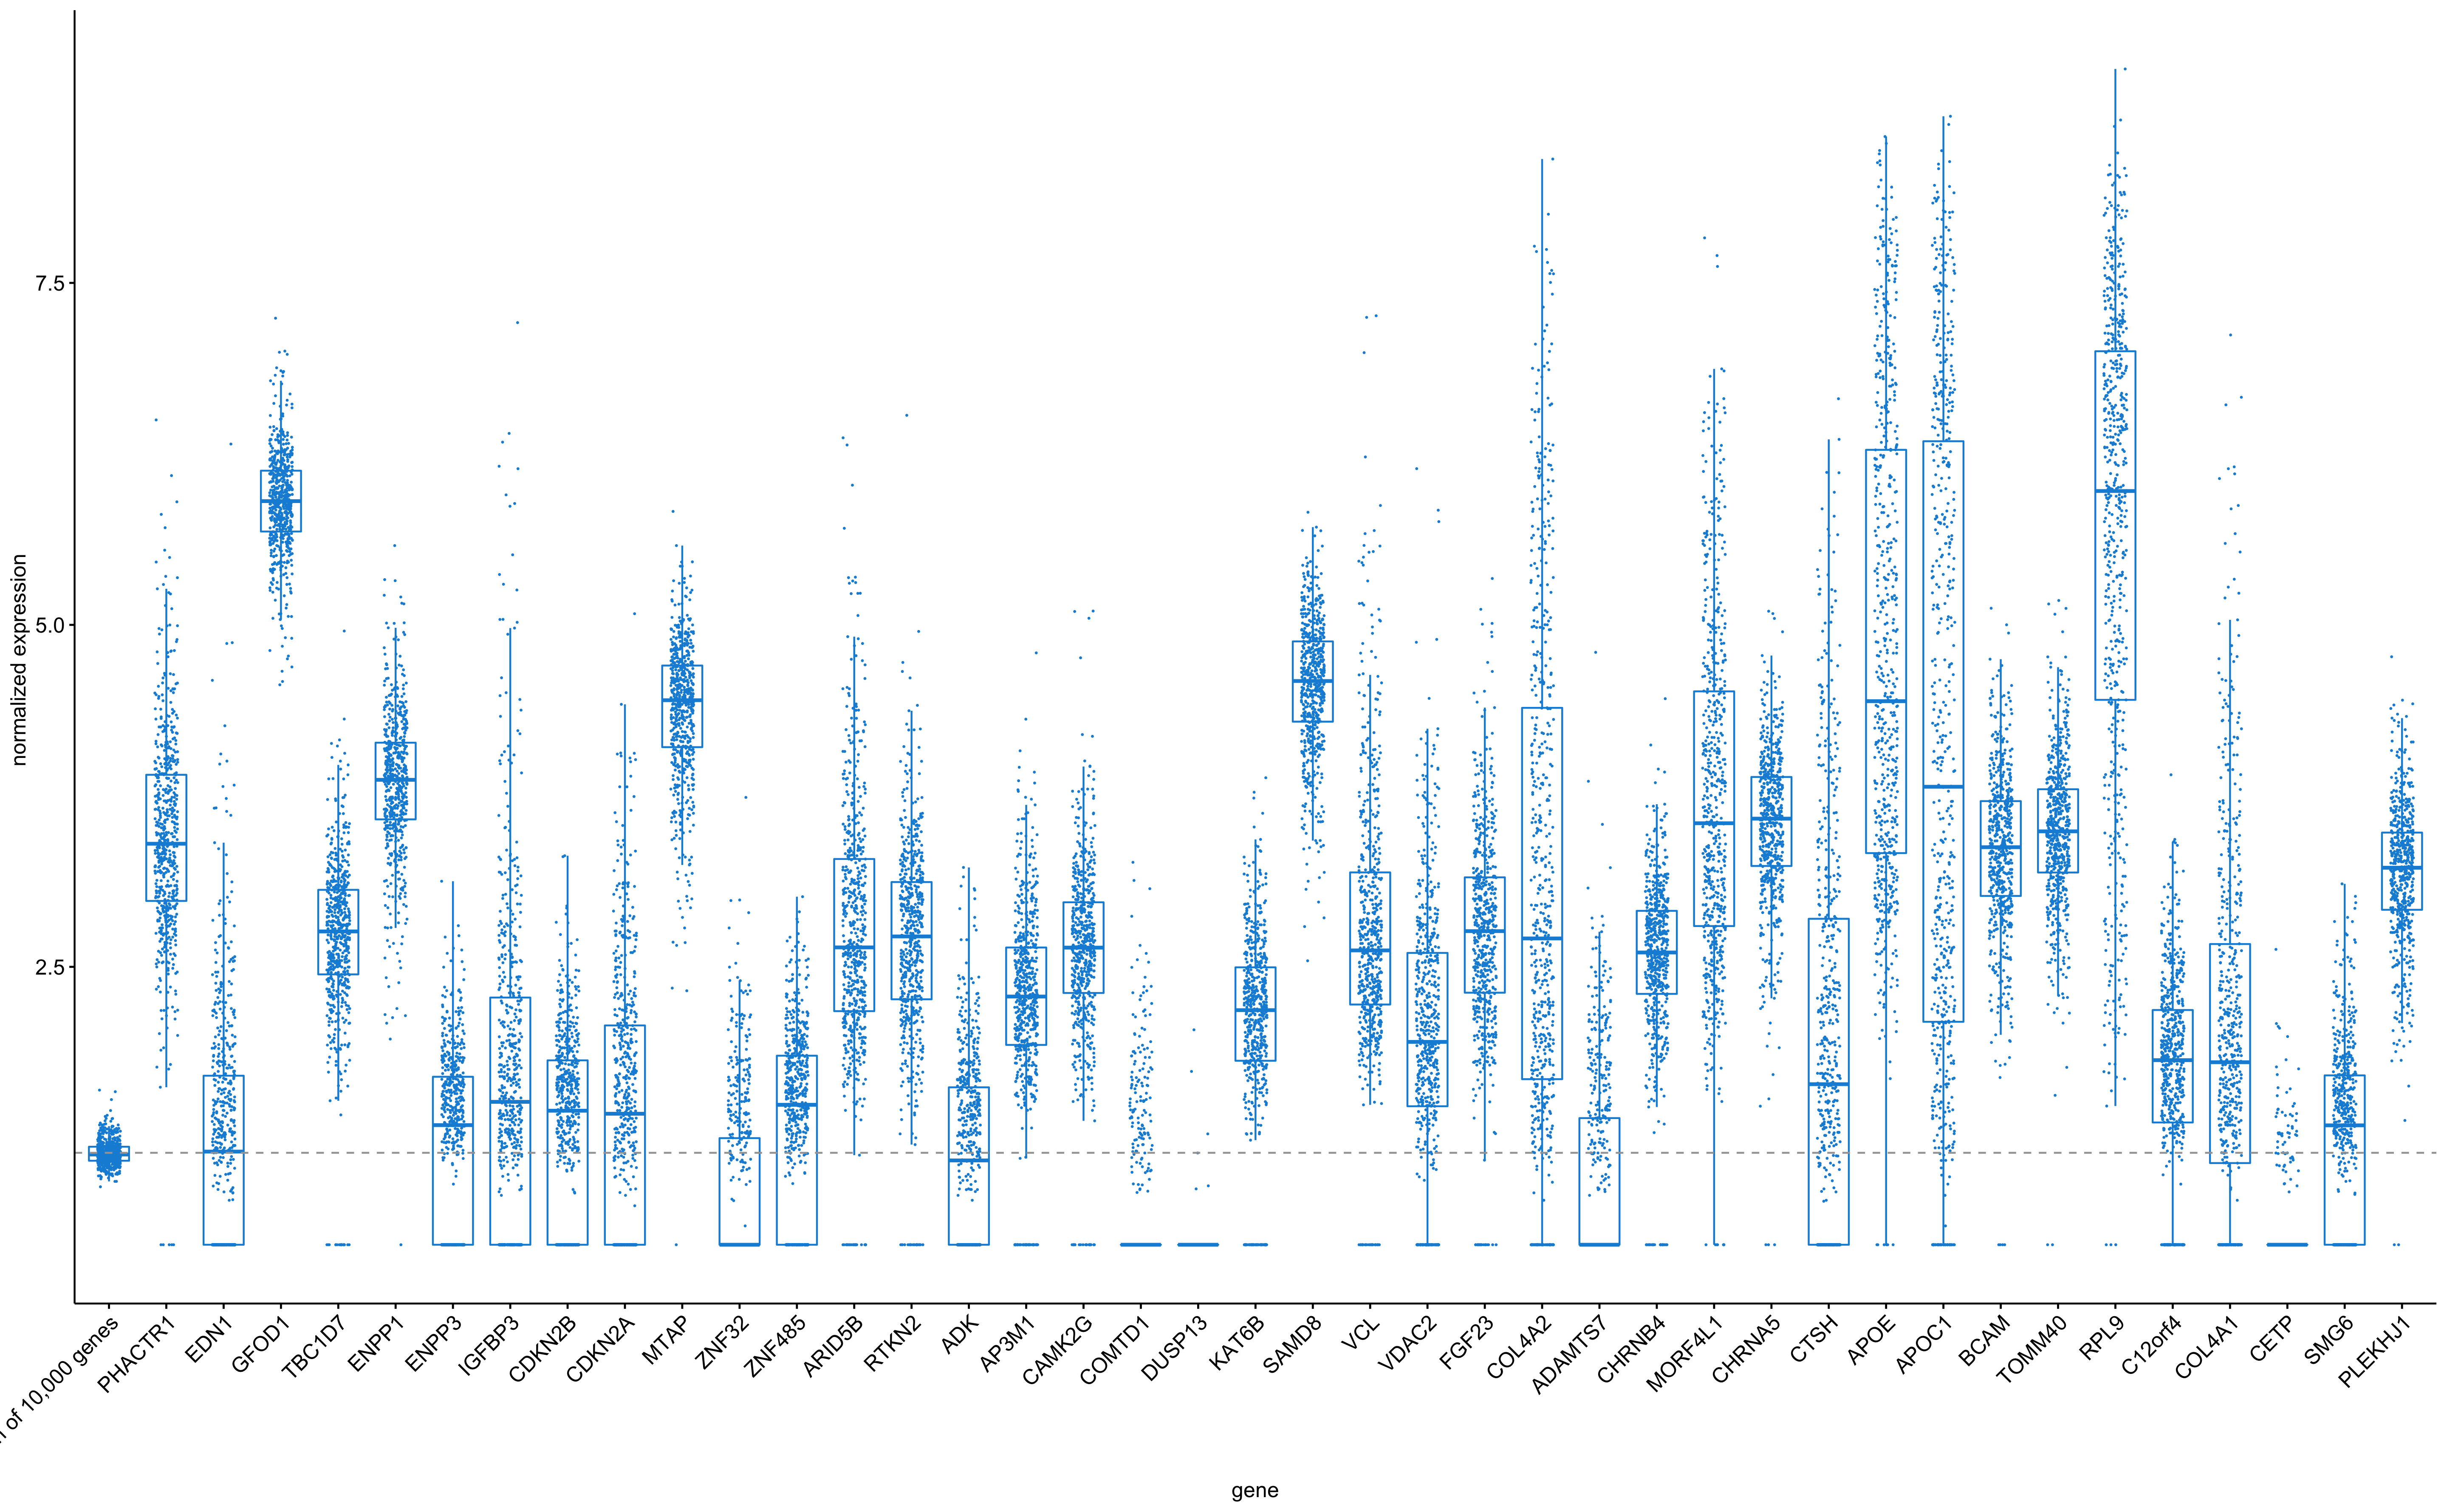 normalized expression
7.5
5.0
2.5
of 10,000 genes
PHACTR1
EDN1
GFOD1
TBC1D7
ENPP1
ENPP3
IGFBP3
CDKN2B
CDKN2A
MTAP
ZNF32
ZNF485
ARID5B
RTKN2
ADK
AP3M1
CAMK2G
COMTD1
DUSP13
KAT6B
SAMD8
VCL
VDAC2
FGF23
COL4A2
ADAMTS7
CHRNB4
MORF4L1
CHRNA5
CTSH
APOE
APOC1
BCAM
TOMM40
RPL9
C12orf4
COL4A1
CETP
SMG6
PLEKHJ1
gene